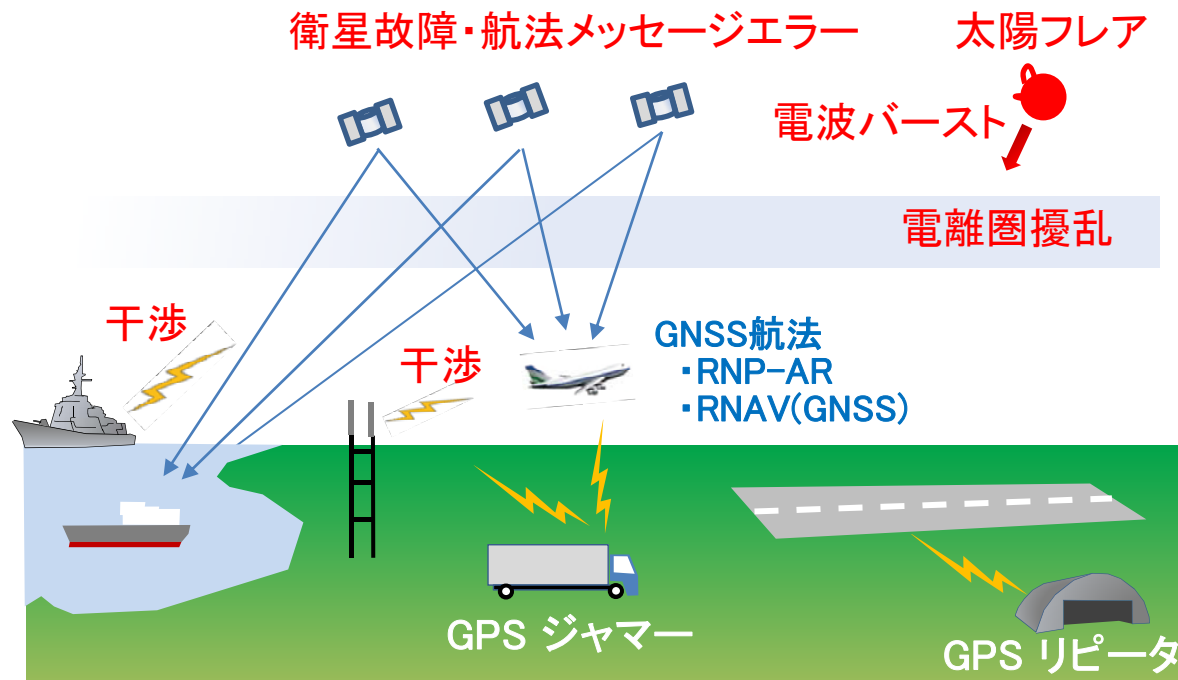 衛星故障・航法メッセージエラー
太陽フレア
電波バースト
電離圏擾乱
干渉
干渉
GNSS航法
・RNP-AR
・RNAV(GNSS)
GPS ジャマー
GPS リピータ